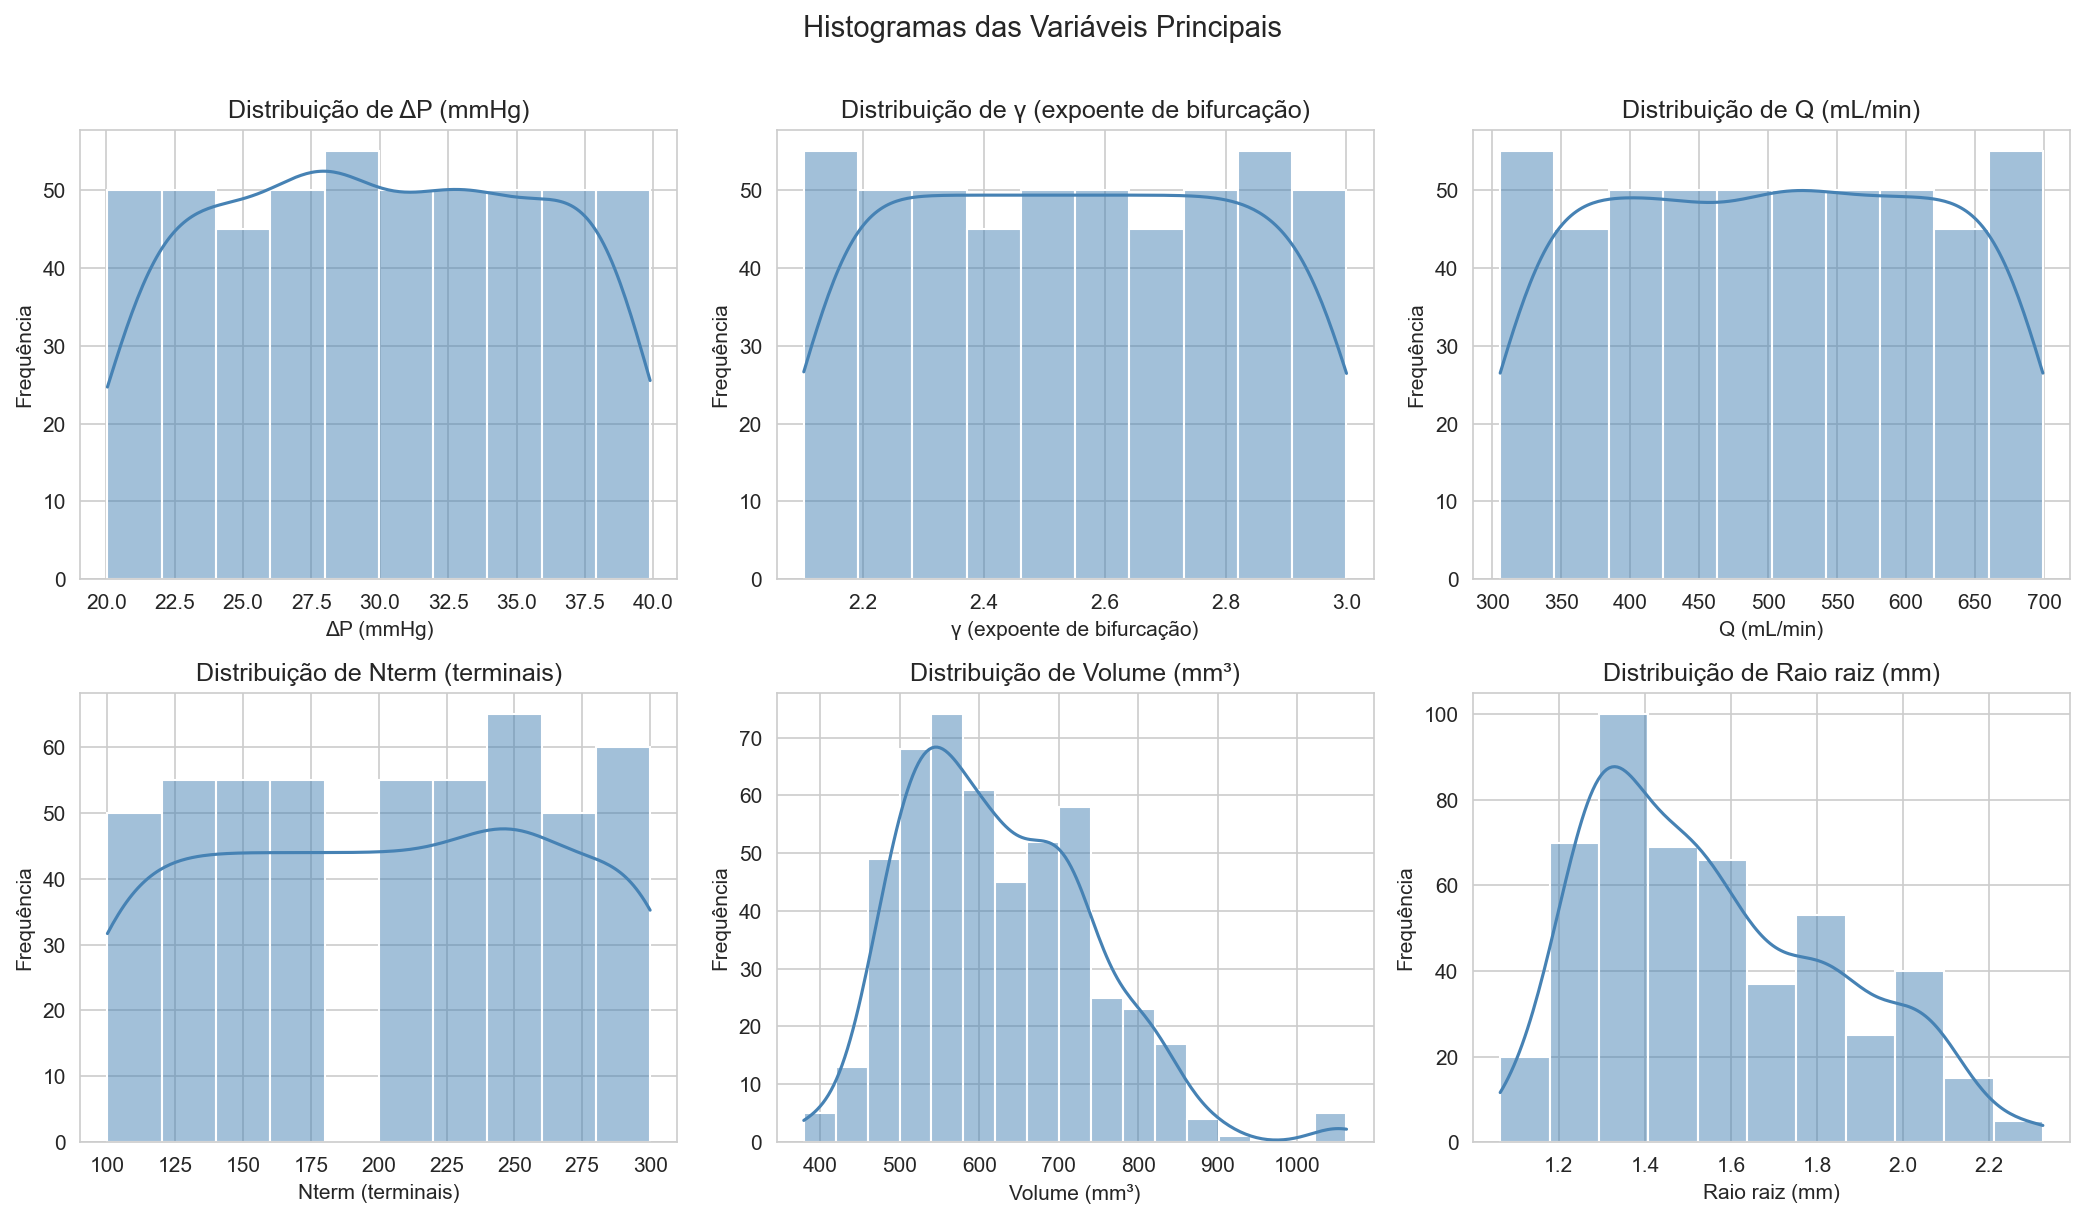 Histogramas das Variáveis Principais
Distribuição de ΔP (mmHg)
Frequência
50
40
30
20
10
0
20.0 22.5 25.0 27.5 30.0 32.5 35.0 37.5 40.0
ΔP (mmHg)
Distribuição de γ (expoente de bifurcação)
Frequência
50
40
30
20
10
0
2.2 2.4 2.6 2.8 3.0
γ (expoente de bifurcação)
Distribuição de Q (mL/min)
Frequência
50
40
30
20
10
0
300 350 400 450 500 550 600 650 700
Q (mL/min)
Distribuição de Nterm (terminais)
Frequência
60
50
40
30
20
10
0
100 125 150 175 200 225 250 275 300
Nterm (terminais)
Distribuição de Volume (mm³)
Frequência
70
60
50
40
30
20
10
0
400 500 600 700 800 900 1000
Volume (mm³)
Distribuição de Raio raiz (mm)
Frequência
100
80
60
40
20
0
1.2 1.4 1.6 1.8 2.0 2.2
Raio raiz (mm)